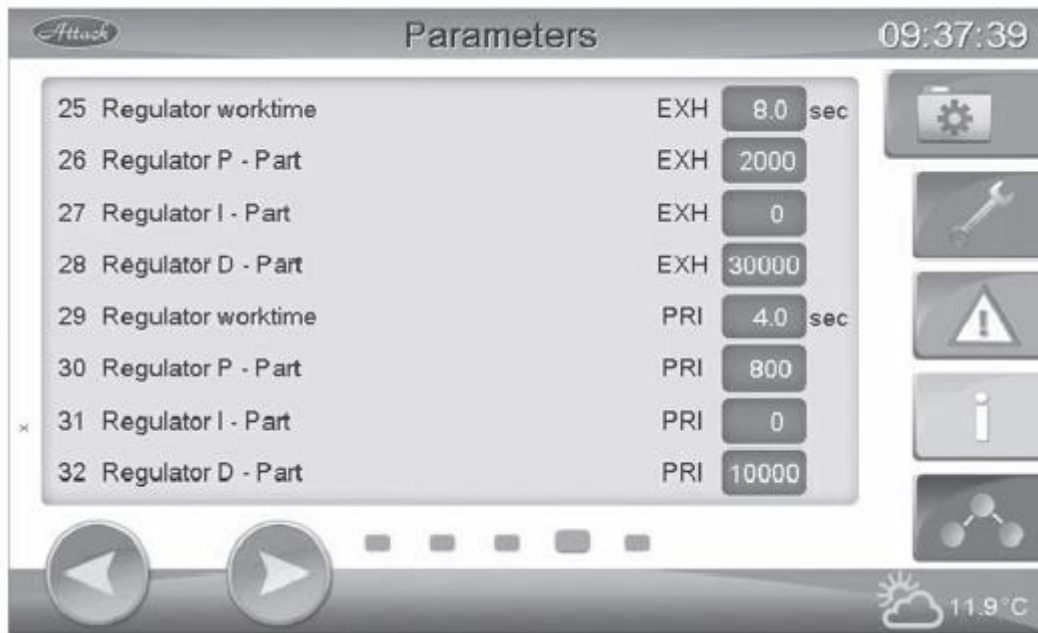 Attack Parameters 09:37:39
25 Regulator worktime EXH 8.0 sec
26 Regulator P - Part EXH 2000
27 Regulator I - Part EXH 0
28 Regulator D - Part EXH 30000
29 Regulator worktime PRI 4.0 sec
30 Regulator P - Part PRI 800
31 Regulator I - Part PRI 0
32 Regulator D - Part PRI 10000
11.9°C